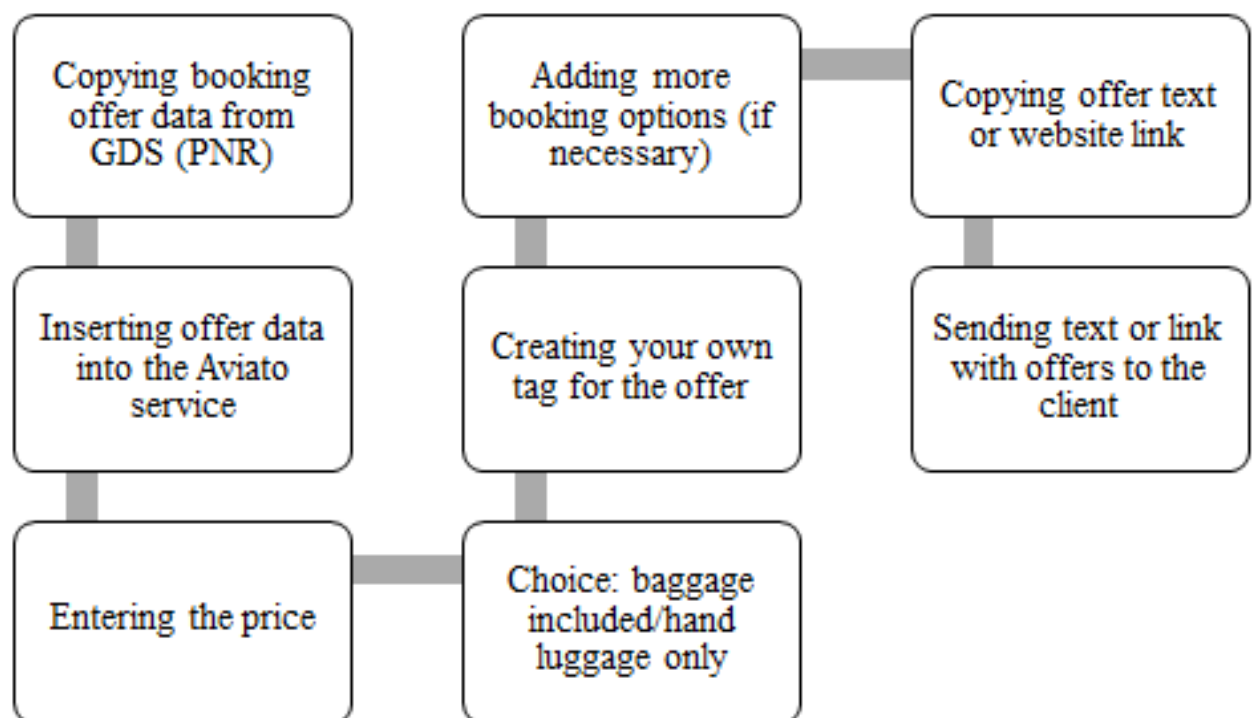 Copying booking
offer data from
GDS (PNR)
Inserting offer data
into the Aviato
service
Entering the price
Choice: baggage
included/hand
luggage only
Creating your own
tag for the offer
Adding more
booking options (if
necessary)
Copying offer text
or website link
Sending text or link
with offers to the
client